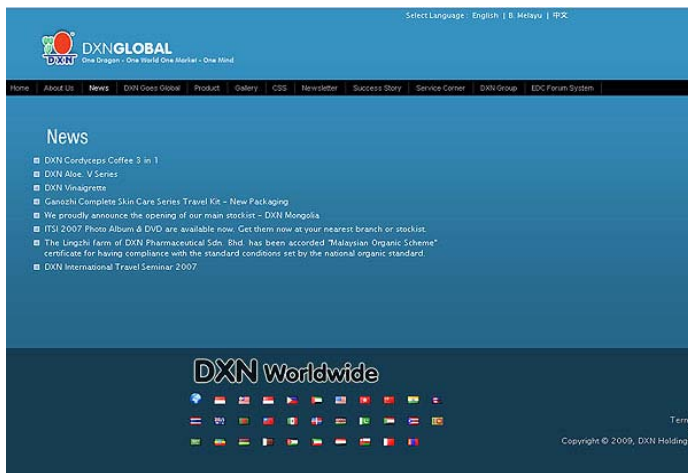 Select Language : English | B. Melayu | 中文
DXN
DXNGLOBAL
One Dragon - One World One Market - One Mind
Home | About Us | News | DXN Goes Global | Product | Gallery | CSS | Newsletter | Success Story | Service Corner | DXN Group | EDC Forum System
News
DXN Cordyceps Coffee 3 in 1
DXN Aloe. V Series
DXN Vinaigrette
Ganozhi Complete Skin Care Series Travel Kit - New Packaging
We proudly announce the opening of our main stockist - DXN Mongolia
ITSI 2007 Photo Album & DVD are available now. Get them now at your nearest branch or stockist.
The Lingzhi farm of DXN Pharmaceutical Sdn. Bhd. has been accorded "Malaysian Organic Scheme"
certificate for having compliance with the standard conditions set by the national organic standard.
DXN International Travel Seminar 2007
DXN Worldwide
Term
Copyright © 2009, DXN Holding